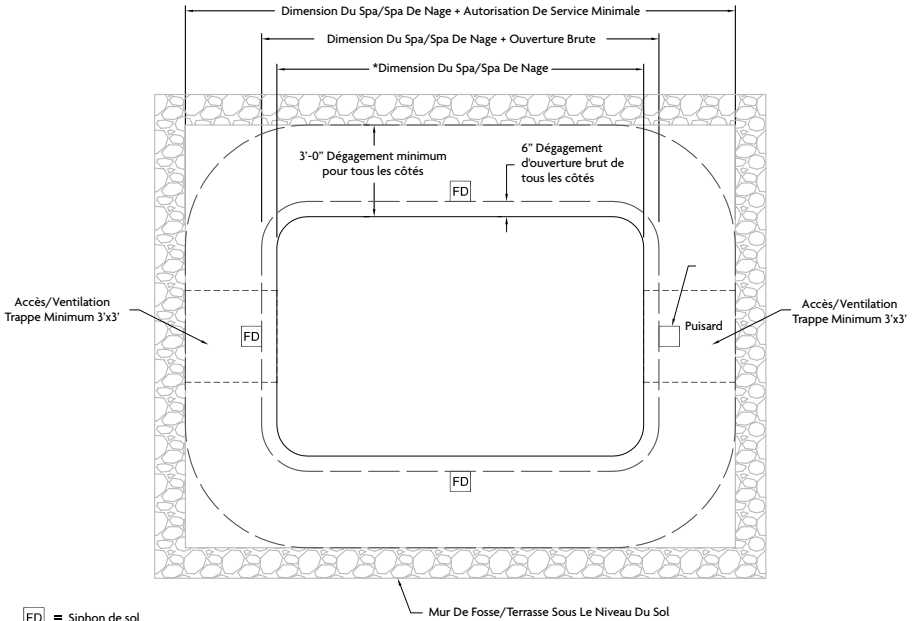 Dimension Du Spa/Spa De Nage + Autorisation De Service Minimale
Dimension Du Spa/Spa De Nage + Ouverture Brute
*Dimension Du Spa/Spa De Nage
3'-0" Dégagement minimum
pour tous les côtés
6" Dégagement
d'ouverture brut de
tous les côtés
FD
Accès/Ventilation
Trappe Minimum 3'x3'
FD
Puisard
Accès/Ventilation
Trappe Minimum 3'x3'
FD
Mur De Fosse/Terrasse Sous Le Niveau Du Sol
FD = Siphon de sol